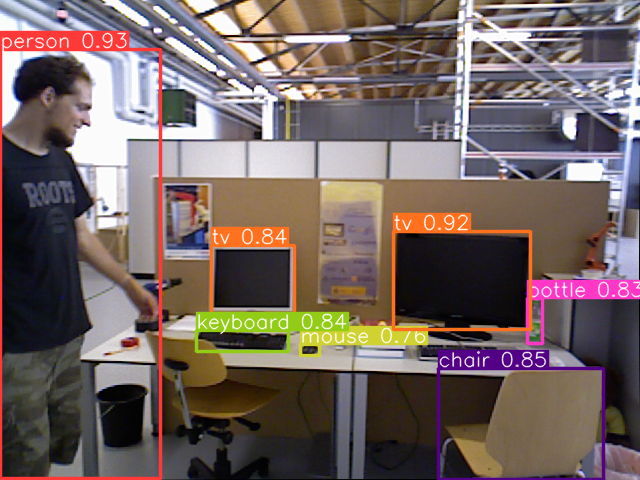 person 0.93
tv 0.92
tv 0.84
bottle 0.83
keyboard 0.84
mouse 0.76
chair 0.85
ROOTS